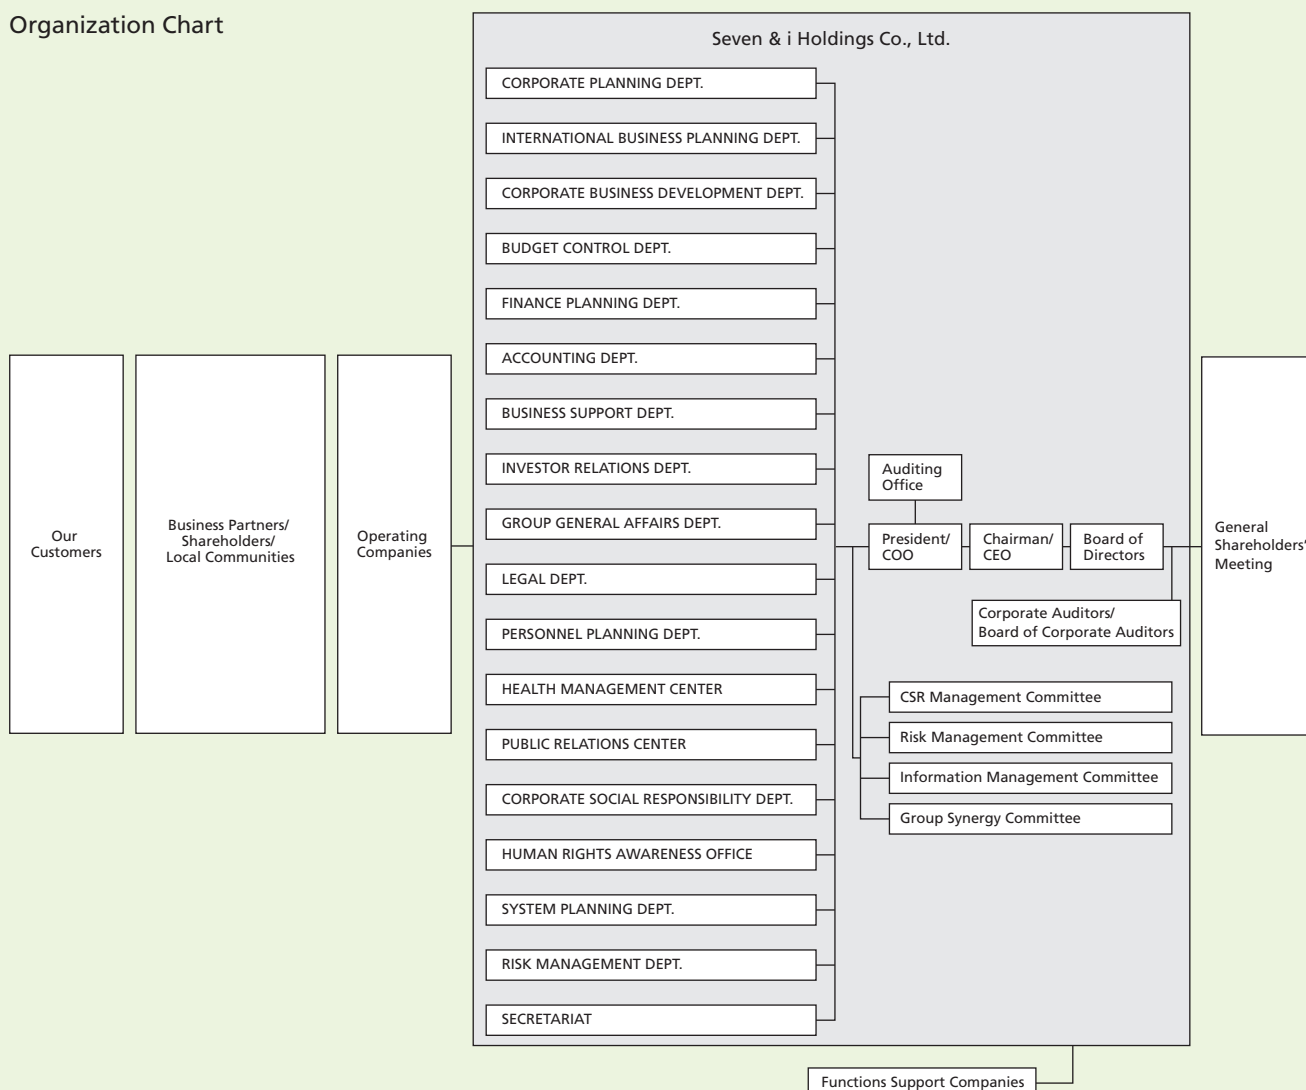 Organization Chart
Seven & i Holdings Co., Ltd.
CORPORATE PLANNING DEPT.
INTERNATIONAL BUSINESS PLANNING DEPT.
CORPORATE BUSINESS DEVELOPMENT DEPT.
BUDGET CONTROL DEPT.
FINANCE PLANNING DEPT.
ACCOUNTING DEPT.
BUSINESS SUPPORT DEPT.
INVESTOR RELATIONS DEPT.
GROUP GENERAL AFFAIRS DEPT.
LEGAL DEPT.
PERSONNEL PLANNING DEPT.
HEALTH MANAGEMENT CENTER
PUBLIC RELATIONS CENTER
CORPORATE SOCIAL RESPONSIBILITY DEPT.
HUMAN RIGHTS AWARENESS OFFICE
SYSTEM PLANNING DEPT.
RISK MANAGEMENT DEPT.
SECRETARIAT
Our
Customers
Business Partners/
Shareholders/
Local Communities
Operating
Companies
Auditing
Office
President/
COO
Chairman/
CEO
Board of
Directors
General
Shareholders'
Meeting
Corporate Auditors/
Board of Corporate Auditors
CSR Management Committee
Risk Management Committee
Information Management Committee
Group Synergy Committee
Functions Support Companies